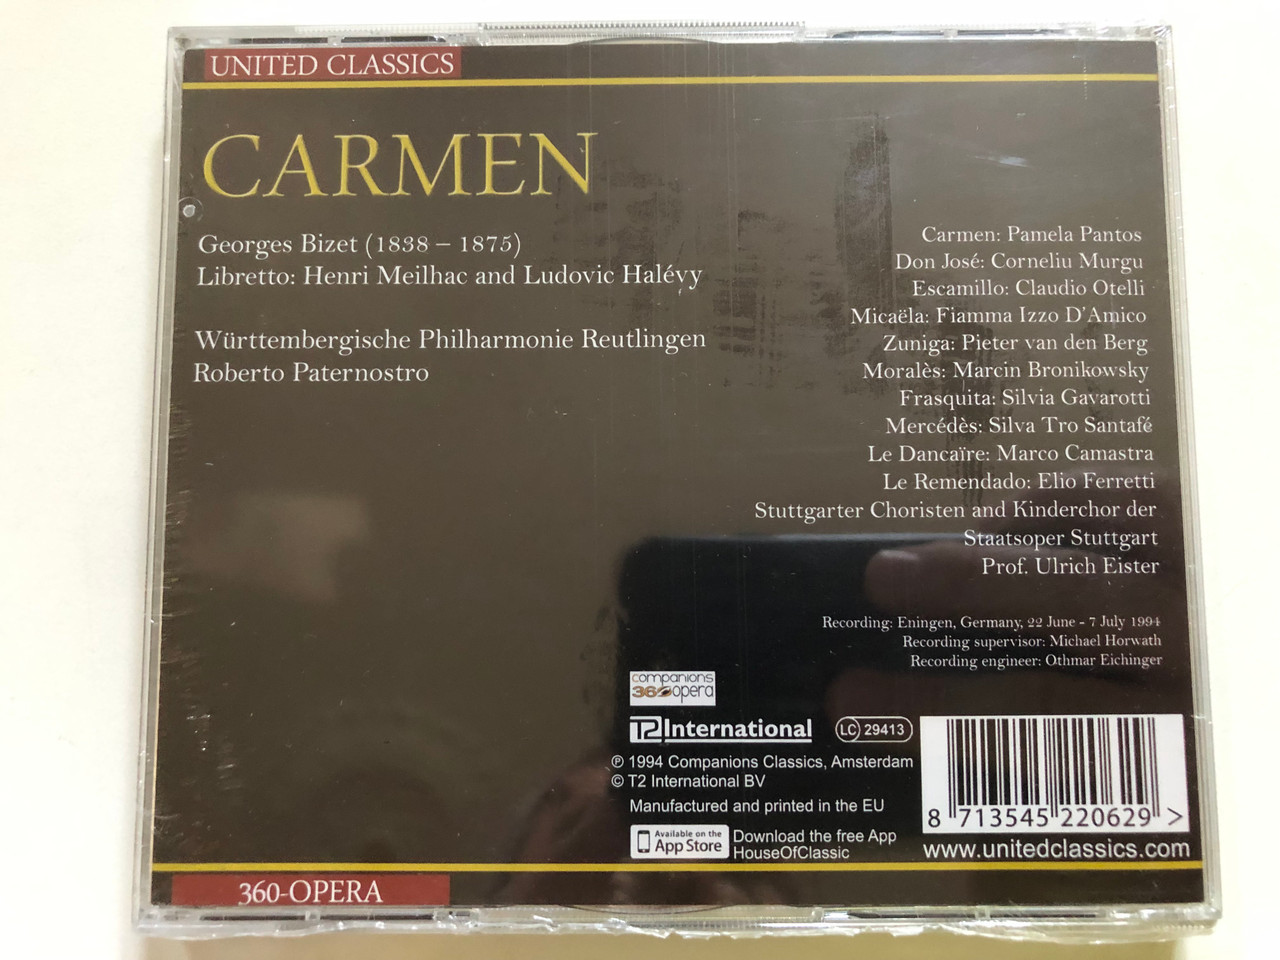 UNITED CLASSICS
CARMEN
Georges Bizet (1838 – 1875)
Libretto: Henri Meilhac and Ludovic Halévy
Württembergische Philharmonie Reutlingen
Roberto Paternostro
Carmen: Pamela Pantos
Don José: Corneliu Murgu
Escamillo: Claudio Otelli
Micaëla: Fiamma Izzo D'Amico
Zuniga: Pieter van den Berg
Moralès: Marcin Bronikowsky
Frasquita: Silvia Gavarotti
Mercédès: Silva Tro Santafé
Le Dancaïre: Marco Camastra
Le Remendado: Elio Ferretti
Stuttgarter Choristen and Kinderchor der
Staatsoper Stuttgart
Prof. Ulrich Eister
Recording: Eningen, Germany, 22 June - 7 July 1994
Recording supervisor: Michael Horwath
Recording engineer: Othmar Eichinger
companions
360opera
T2International
LC 29413
℗ 1994 Companions Classics, Amsterdam
© T2 International BV
Manufactured and printed in the EU
Available on the
App Store
Download the free App
HouseOfClassic
8 713545 220629 >
www.unitedclassics.com
360-OPERA